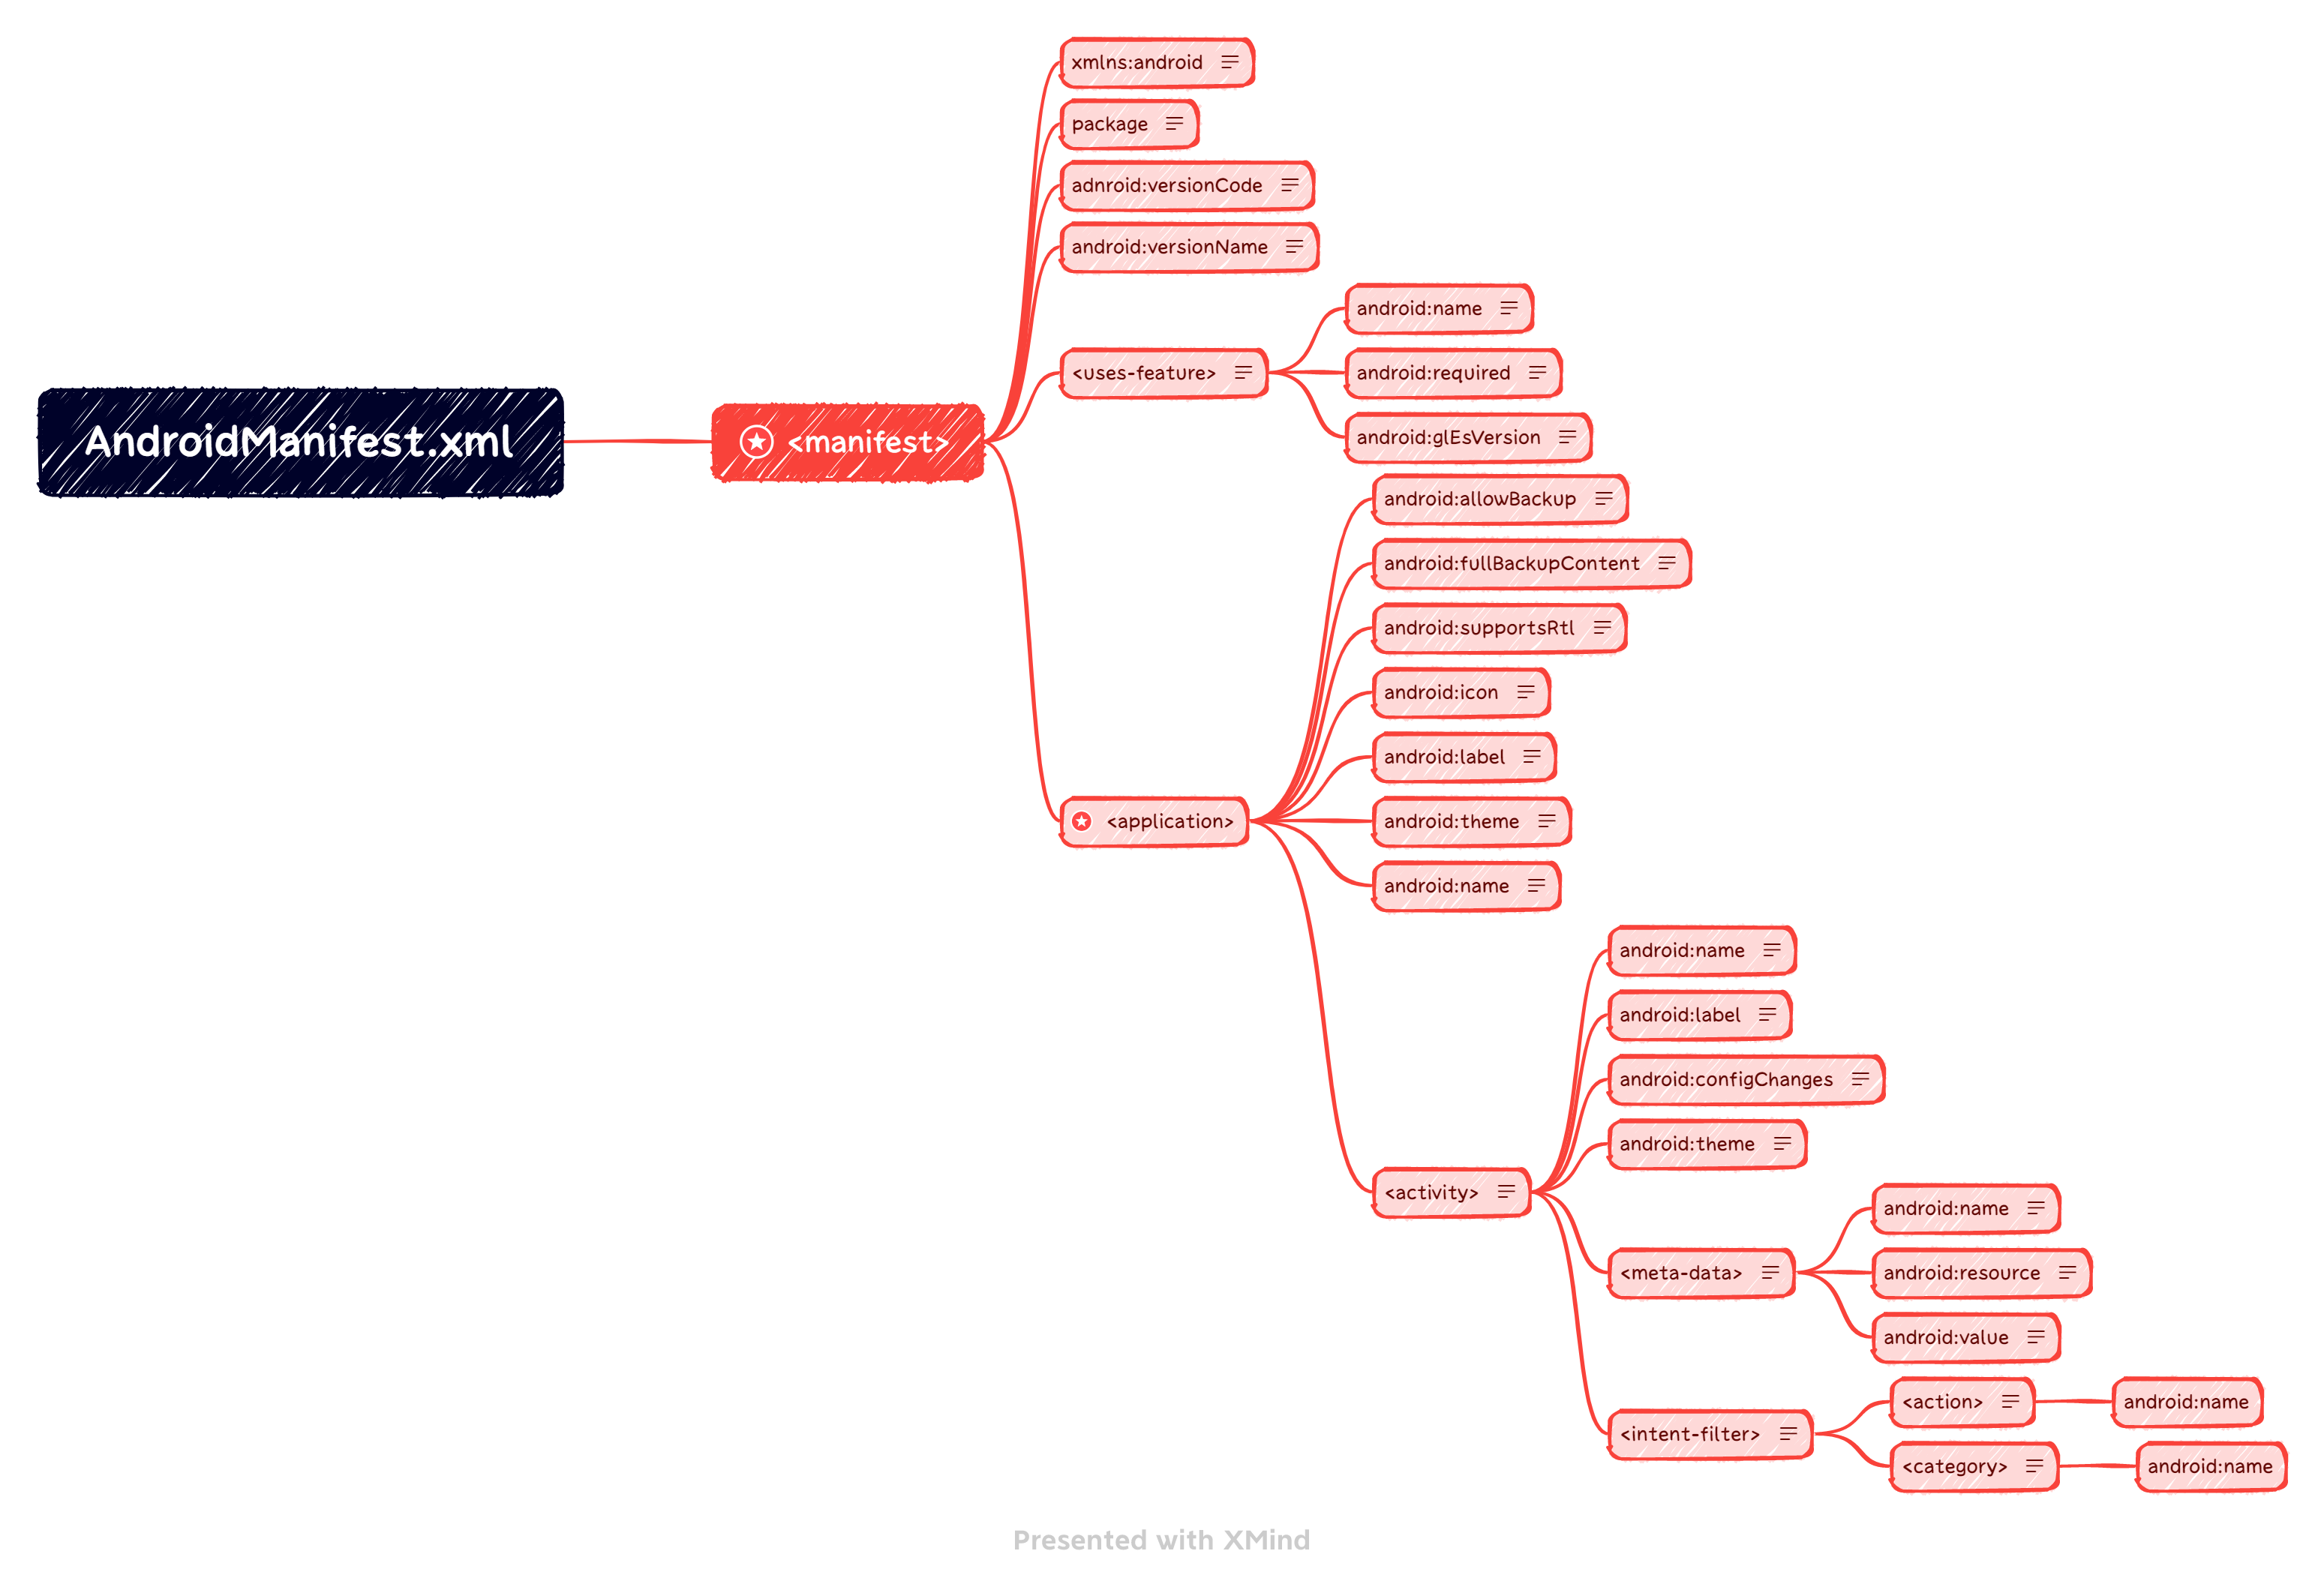 xmlns:android
package
adnroid:versionCode
android:versionName
android:name
<uses-feature>
android:required
android:glEsVersion
AndroidManifest.xml
<manifest>
android:allowBackup
android:fullBackupContent
android:supportsRtl
android:icon
android:label
<application>
android:theme
android:name
android:name
android:label
android:configChanges
android:theme
<activity>
android:name
<meta-data>
android:resource
android:value
<intent-filter>
<action>
android:name
<category>
android:name
Presented with XMind